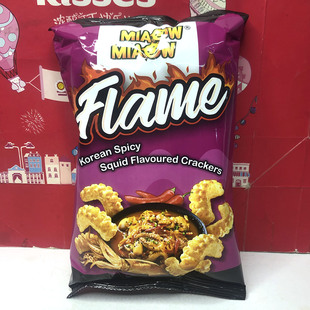 Kisses
MIAOW
MIAOW
®
Flame
Korean Spicy
Squid Flavoured Crackers